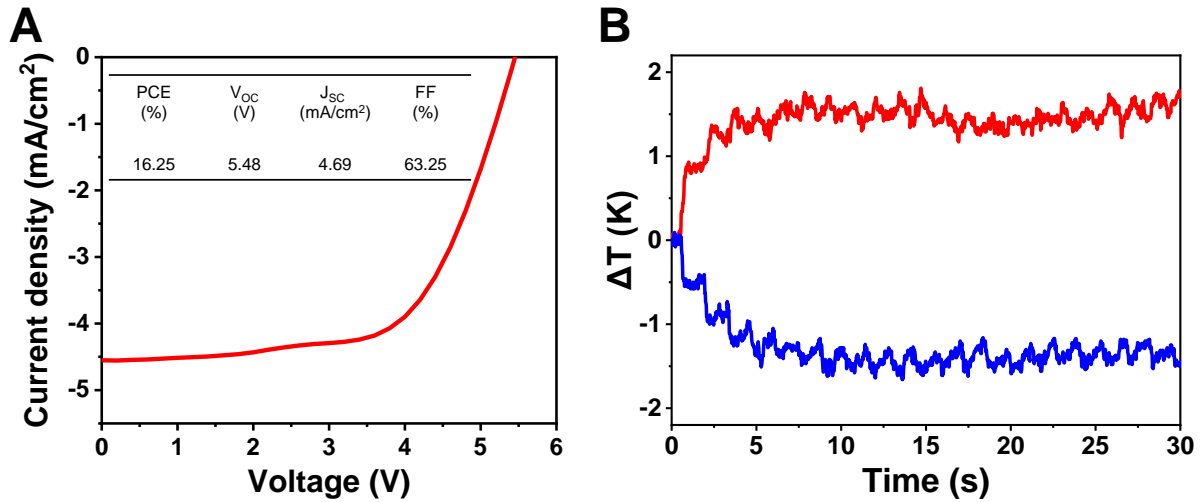 A
Current density (mA/cm²)
0
-1
-2
-3
-4
-5
PCE V_OC J_SC FF
(%) (V) (mA/cm²) (%)
16.25 5.48 4.69 63.25
0 1 2 3 4 5 6
Voltage (V)
B
ΔT (K)
2
1
0
-1
-2
0 5 10 15 20 25 30
Time (s)